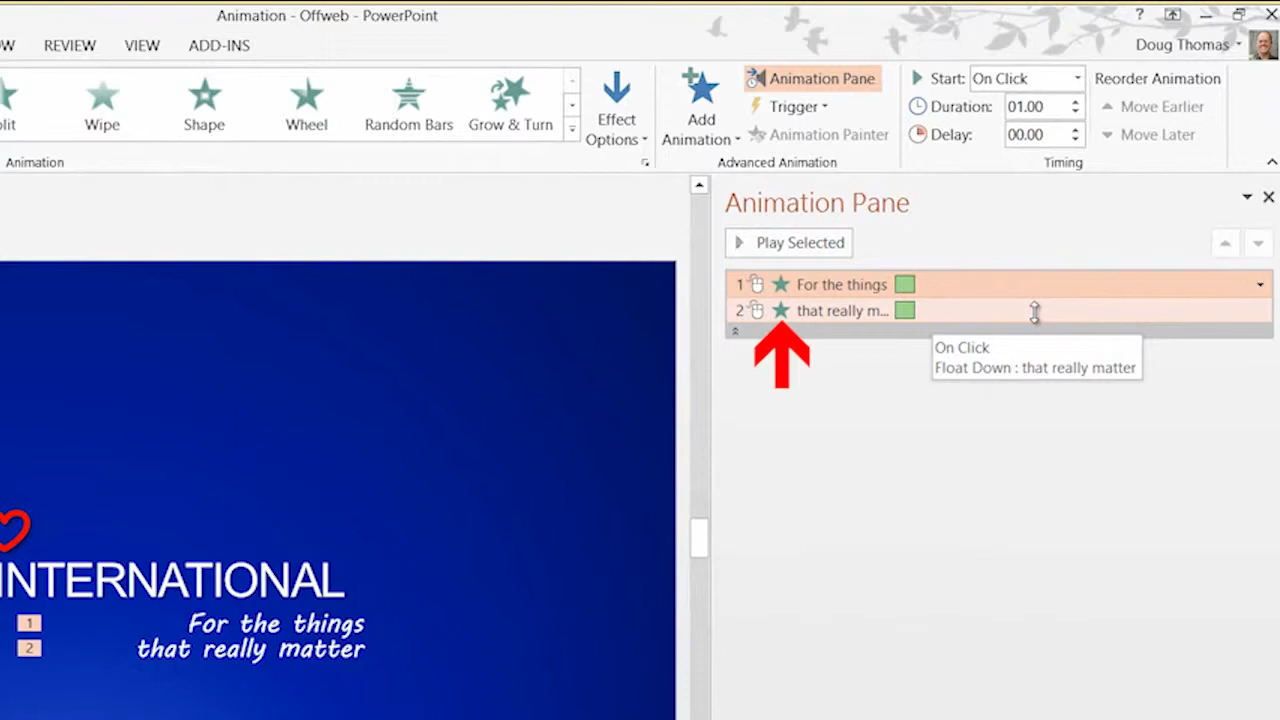 Animation - Offweb - PowerPoint
?
REVIEW VIEW ADD-INS
Doug Thomas
Wipe Shape Wheel Random Bars Grow & Turn
Effect Options
Add Animation
Animation Pane
Trigger
Animation Painter
Start: On Click
Duration: 01.00
Delay: 00.00
Reorder Animation
Move Earlier
Move Later
Animation
Advanced Animation
Timing
Animation Pane
Play Selected
1 For the things
2 that really m...
On Click
Float Down : that really matter
INTERNATIONAL
1 For the things
2 that really matter